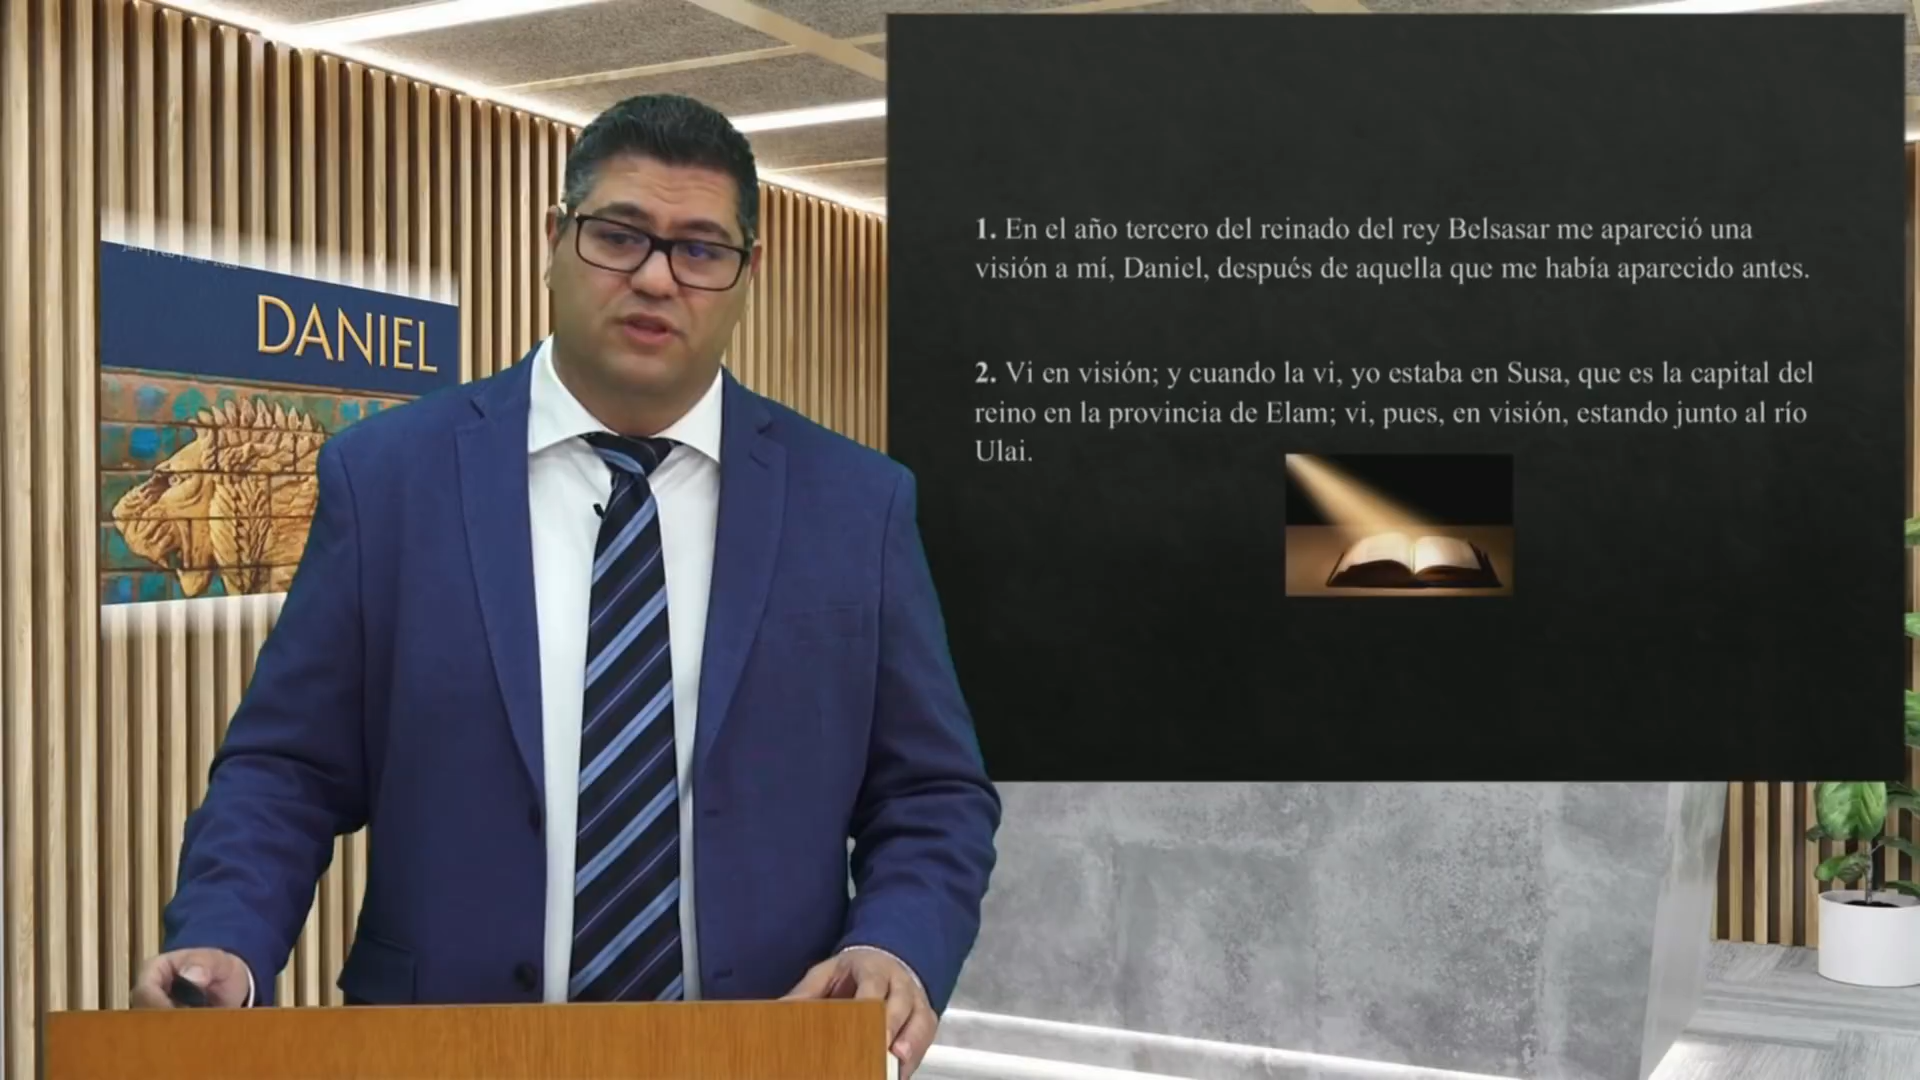 DANIEL
1. En el año tercero del reinado del rey Belsasar me apareció una
visión a mí, Daniel, después de aquella que me había aparecido antes.
2. Vi en visión; y cuando la vi, yo estaba en Susa, que es la capital del
reino en la provincia de Elam; vi, pues, en visión, estando junto al río
Ulai.